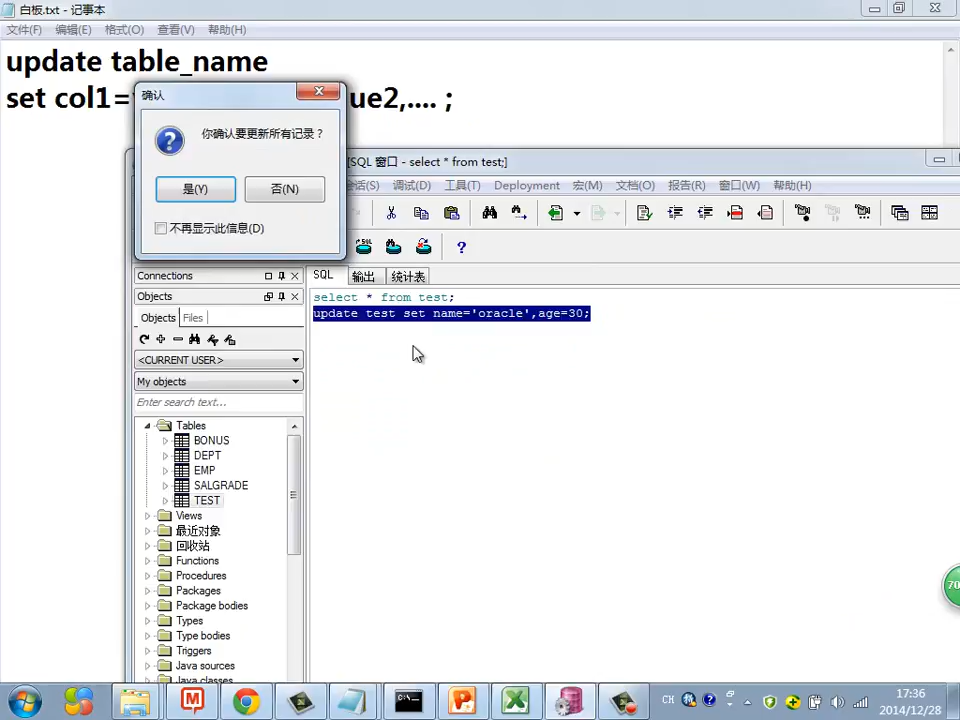 白板.txt - 记事本
文件(F) 编辑(E) 格式(O) 查看(V) 帮助(H)
update table_name
set col1= ue2,.... ;
确认
你确认要更新所有记录？
是(Y) 否(N)
不再显示此信息(D)
[SQL 窗口 - select * from test;]
话(S) 调试(D) 工具(T) Deployment 宏(M) 文档(O) 报告(R) 窗口(W) 帮助(H)
SQL
?
Connections
SQL 输出 统计表
Objects
select * from test;
update test set name='oracle',age=30;
Objects Files
<CURRENT USER>
My objects
Enter search text...
Tables
BONUS
DEPT
EMP
SALGRADE
TEST
Views
最近对象
回收站
Functions
Procedures
Packages
Package bodies
Types
Type bodies
Triggers
Java sources
Java classes
70
CH
17:36
2014/12/28